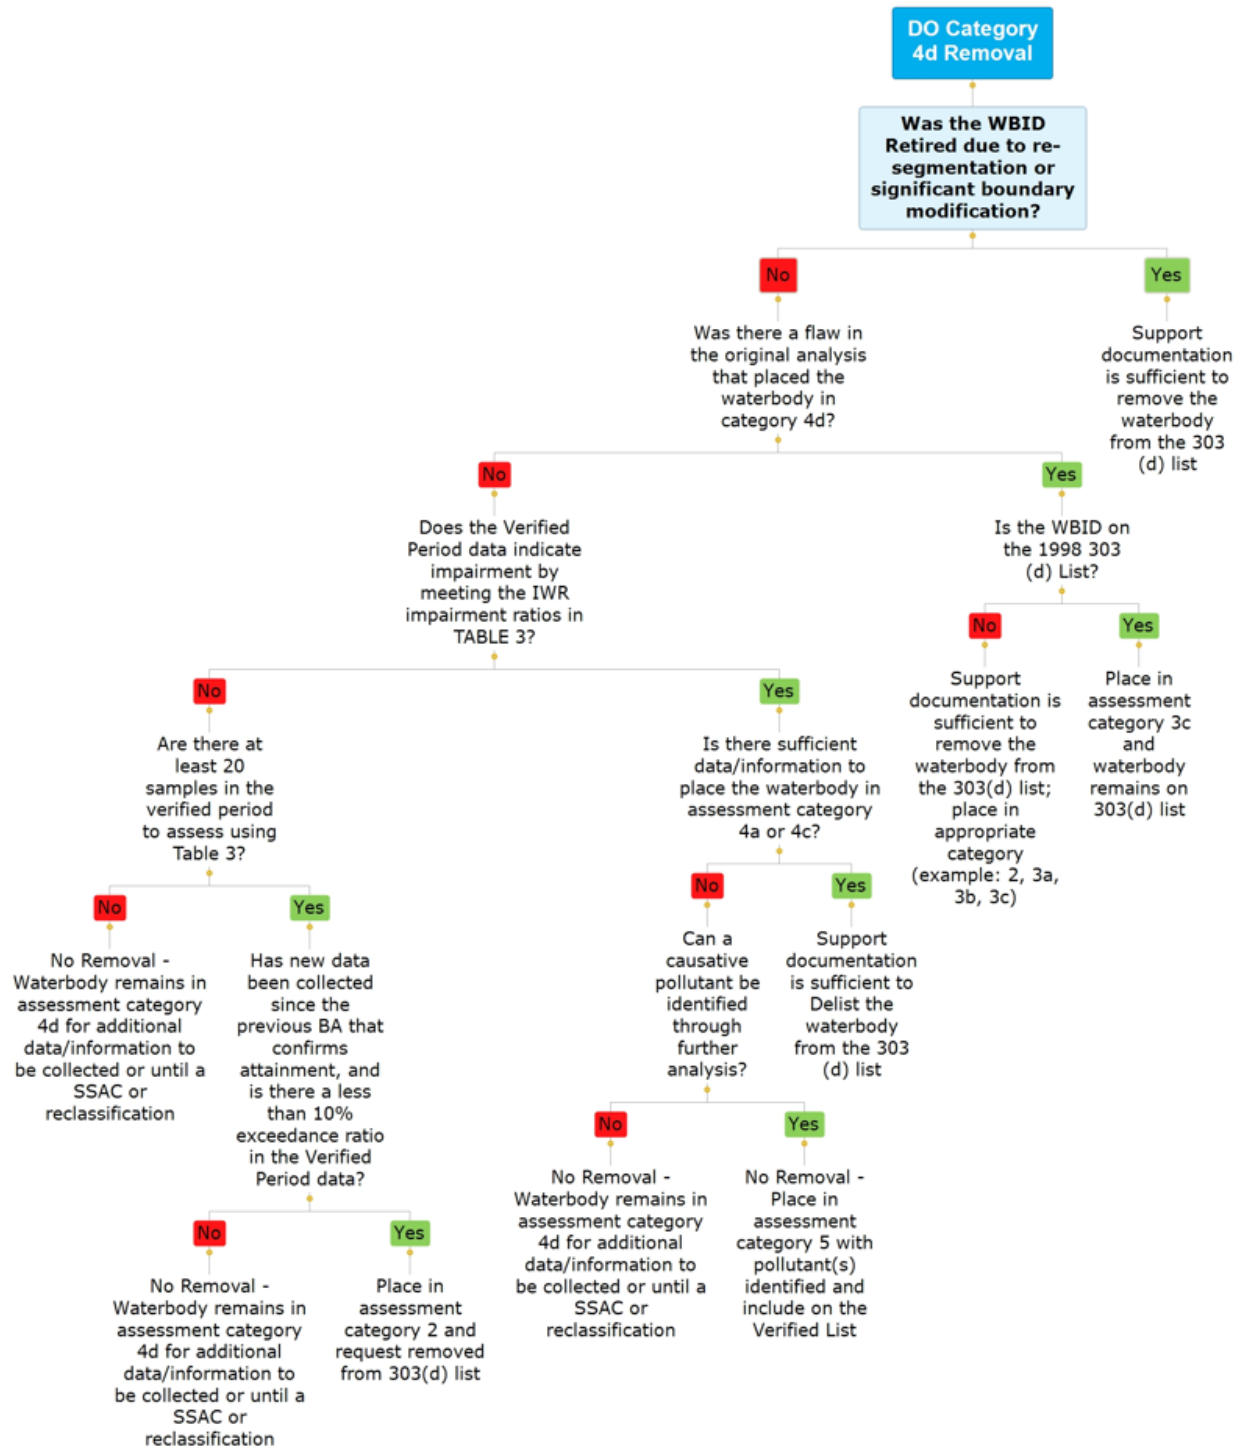 DO Category
4d Removal
Was the WBID
Retired due to re-
segmentation or
significant boundary
modification?
No
Yes
Was there a flaw in
the original analysis
that placed the
waterbody in
category 4d?
Support
documentation
is sufficient to
remove the
waterbody
from the 303
(d) list
No
Yes
Does the Verified
Period data indicate
impairment by
meeting the IWR
impairment ratios in
TABLE 3?
Is the WBID on
the 1998 303
(d) List?
No
Yes
Support
documentation is
sufficient to
remove the
waterbody from
the 303(d) list;
place in
appropriate
category
(example: 2, 3a,
3b, 3c)
Place in
assessment
category 3c
and
waterbody
remains on
303(d) list
No
Yes
Are there at
least 20
samples in the
verified period
to assess using
Table 3?
Is there sufficient
data/information to
place the waterbody in
assessment category
4a or 4c?
No
Yes
No
Yes
No Removal -
Waterbody remains in
assessment category
4d for additional
data/information to
be collected or until a
SSAC or
reclassification
Has new data
been collected
since the
previous BA that
confirms
attainment, and
is there a less
than 10%
exceedance ratio
in the Verified
Period data?
Can a
causative
pollutant be
identified
through
further
analysis?
Support
documentation
is sufficient to
Delist the
waterbody
from the 303
(d) list
No
Yes
No
Yes
No Removal -
Waterbody remains in
assessment category
4d for additional
data/information to
be collected or until a
SSAC or
reclassification
Place in
assessment
category 2 and
request removed
from 303(d) list
No Removal -
Waterbody remains in
assessment category
4d for additional
data/information to
be collected or until a
SSAC or
reclassification
No Removal -
Place in
assessment
category 5 with
pollutant(s)
identified and
include on the
Verified List